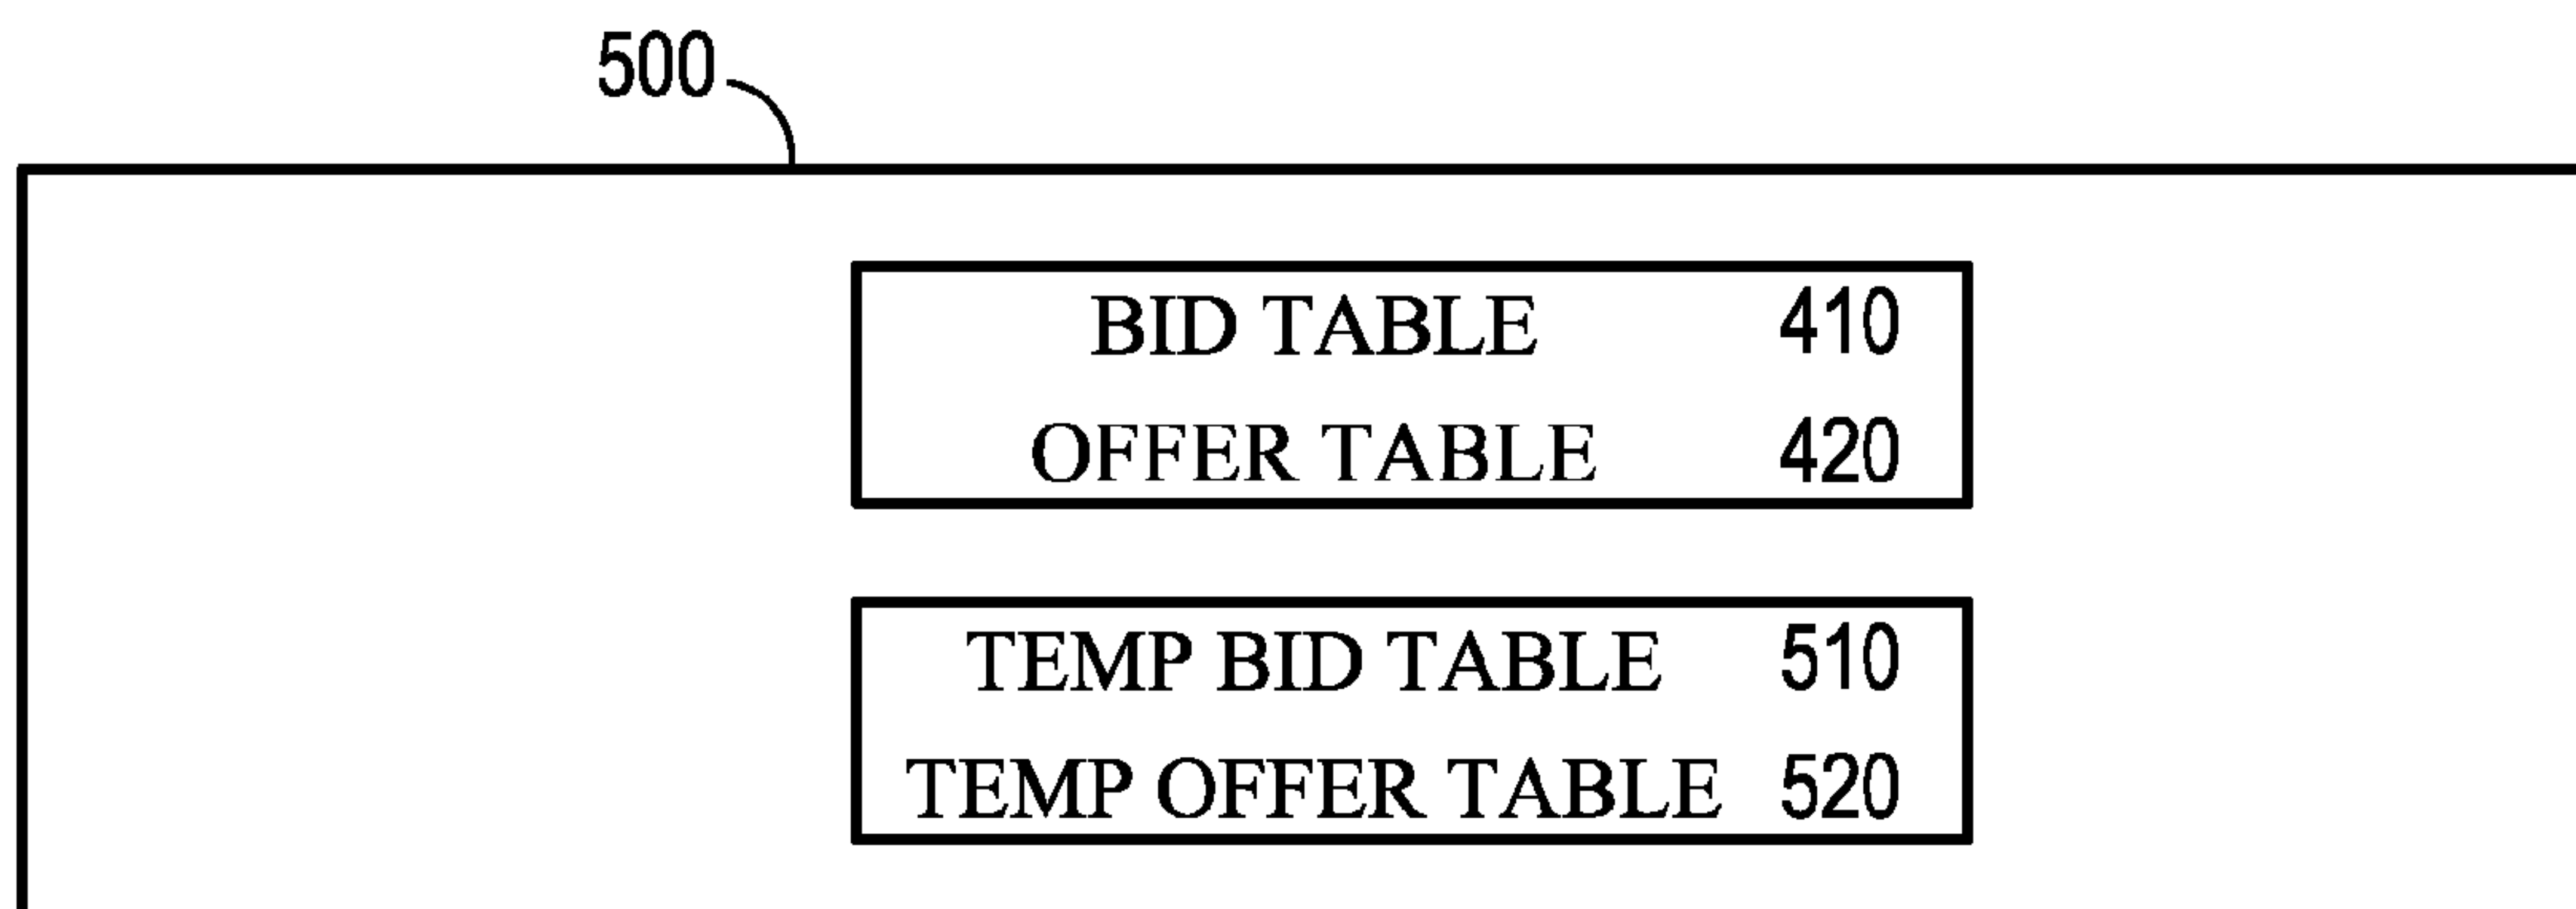 500
BID TABLE 410
OFFER TABLE 420
TEMP BID TABLE 510
TEMP OFFER TABLE 520